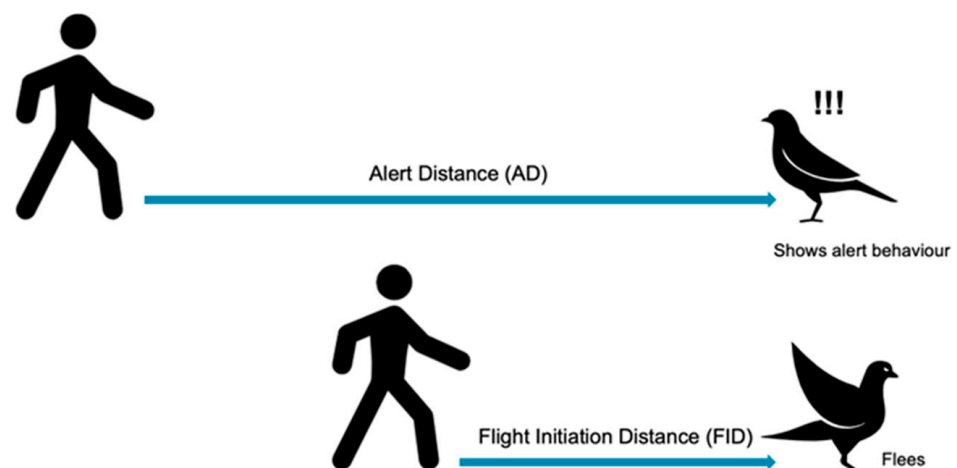 !!!
Alert Distance (AD)
Shows alert behaviour
Flight Initiation Distance (FID)
Flees